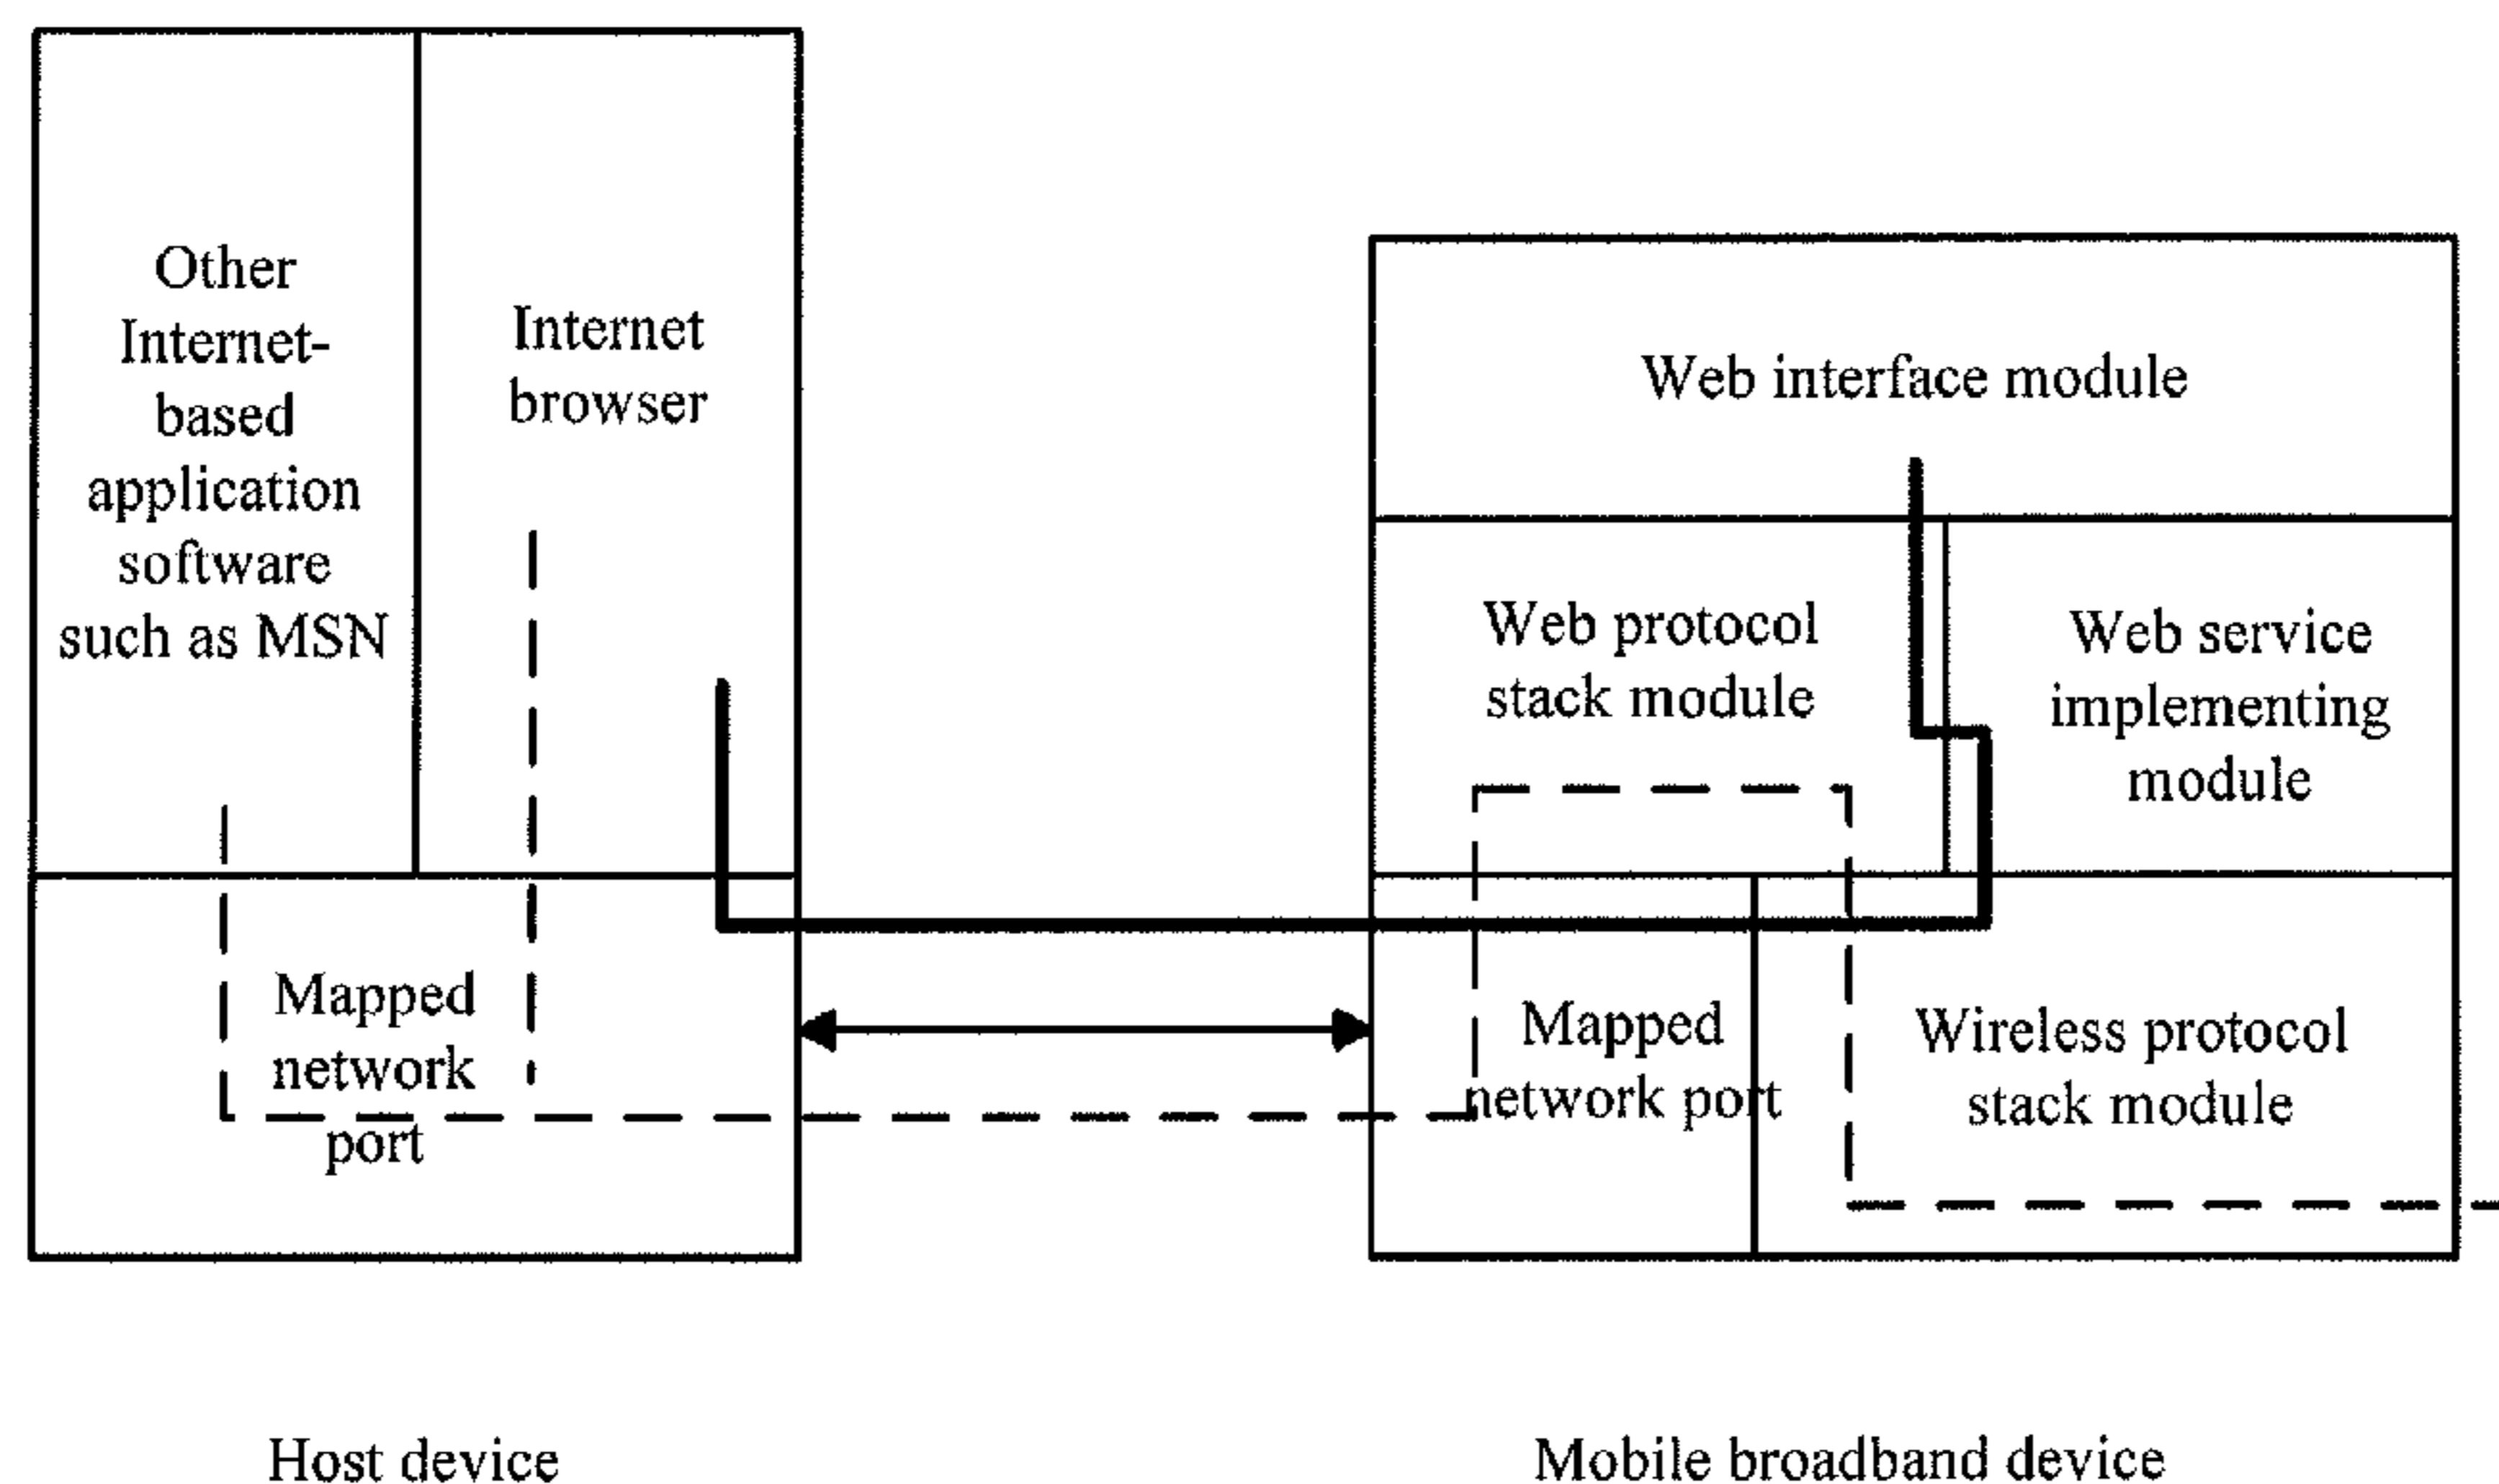 Other
Internet-
based
application
software
such as MSN
Internet
browser
Mapped
network
port
Web interface module
Web protocol
stack module
Web service
implementing
module
Mapped
network port
Wireless protocol
stack module
Host device
Mobile broadband device